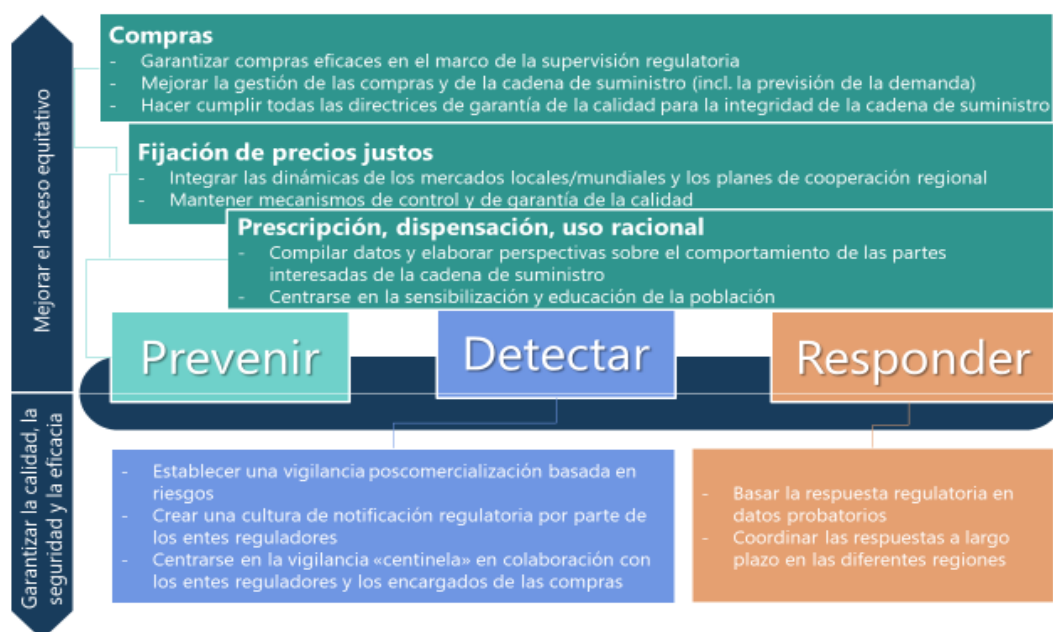 Mejorar el acceso equitativo
Compras
- Garantizar compras eficaces en el marco de la supervisión regulatoria
- Mejorar la gestión de las compras y de la cadena de suministro (incl. la previsión de la demanda)
- Hacer cumplir todas las directrices de garantía de la calidad para la integridad de la cadena de suministro
Fijación de precios justos
- Integrar las dinámicas de los mercados locales/mundiales y los planes de cooperación regional
- Mantener mecanismos de control y de garantía de la calidad
Prescripción, dispensación, uso racional
- Compilar datos y elaborar perspectivas sobre el comportamiento de las partes
interesadas de la cadena de suministro
- Centrarse en la sensibilización y educación de la población
Prevenir
Detectar
Responder
Garantizar la calidad, la
seguridad y la eficacia
- Establecer una vigilancia poscomercialización basada en
riesgos
- Crear una cultura de notificación regulatoria por parte de
los entes reguladores
- Centrarse en la vigilancia «centinela» en colaboración con
los entes reguladores y los encargados de las compras
- Basar la respuesta regulatoria en
datos probatorios
- Coordinar las respuestas a largo
plazo en las diferentes regiones